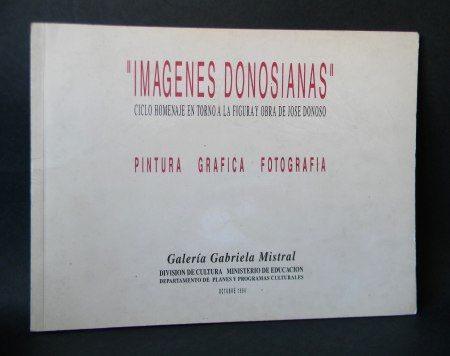 "IMAGENES DONOSIANAS"
CICLO HOMENAJE EN TORNO A LA FIGURA Y OBRA DE JOSE DONOSO
PINTURA GRAFICA FOTOGRAFIA
Galería Gabriela Mistral
DIVISION DE CULTURA MINISTERIO DE EDUCACION
DEPARTAMENTO DE PLANES Y PROGRAMAS CULTURALES
OCTUBRE 1994